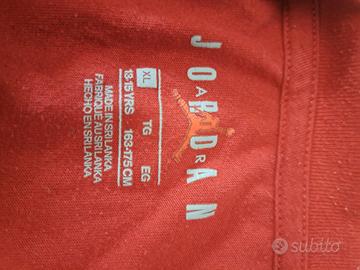 JORDAN
AIR
XL TG EG
13-15YRS 163-175CM
MADE IN SRI LANKA
FABRIQUE AU SRI LANKA
HECHO EN SRI LANKA
subito